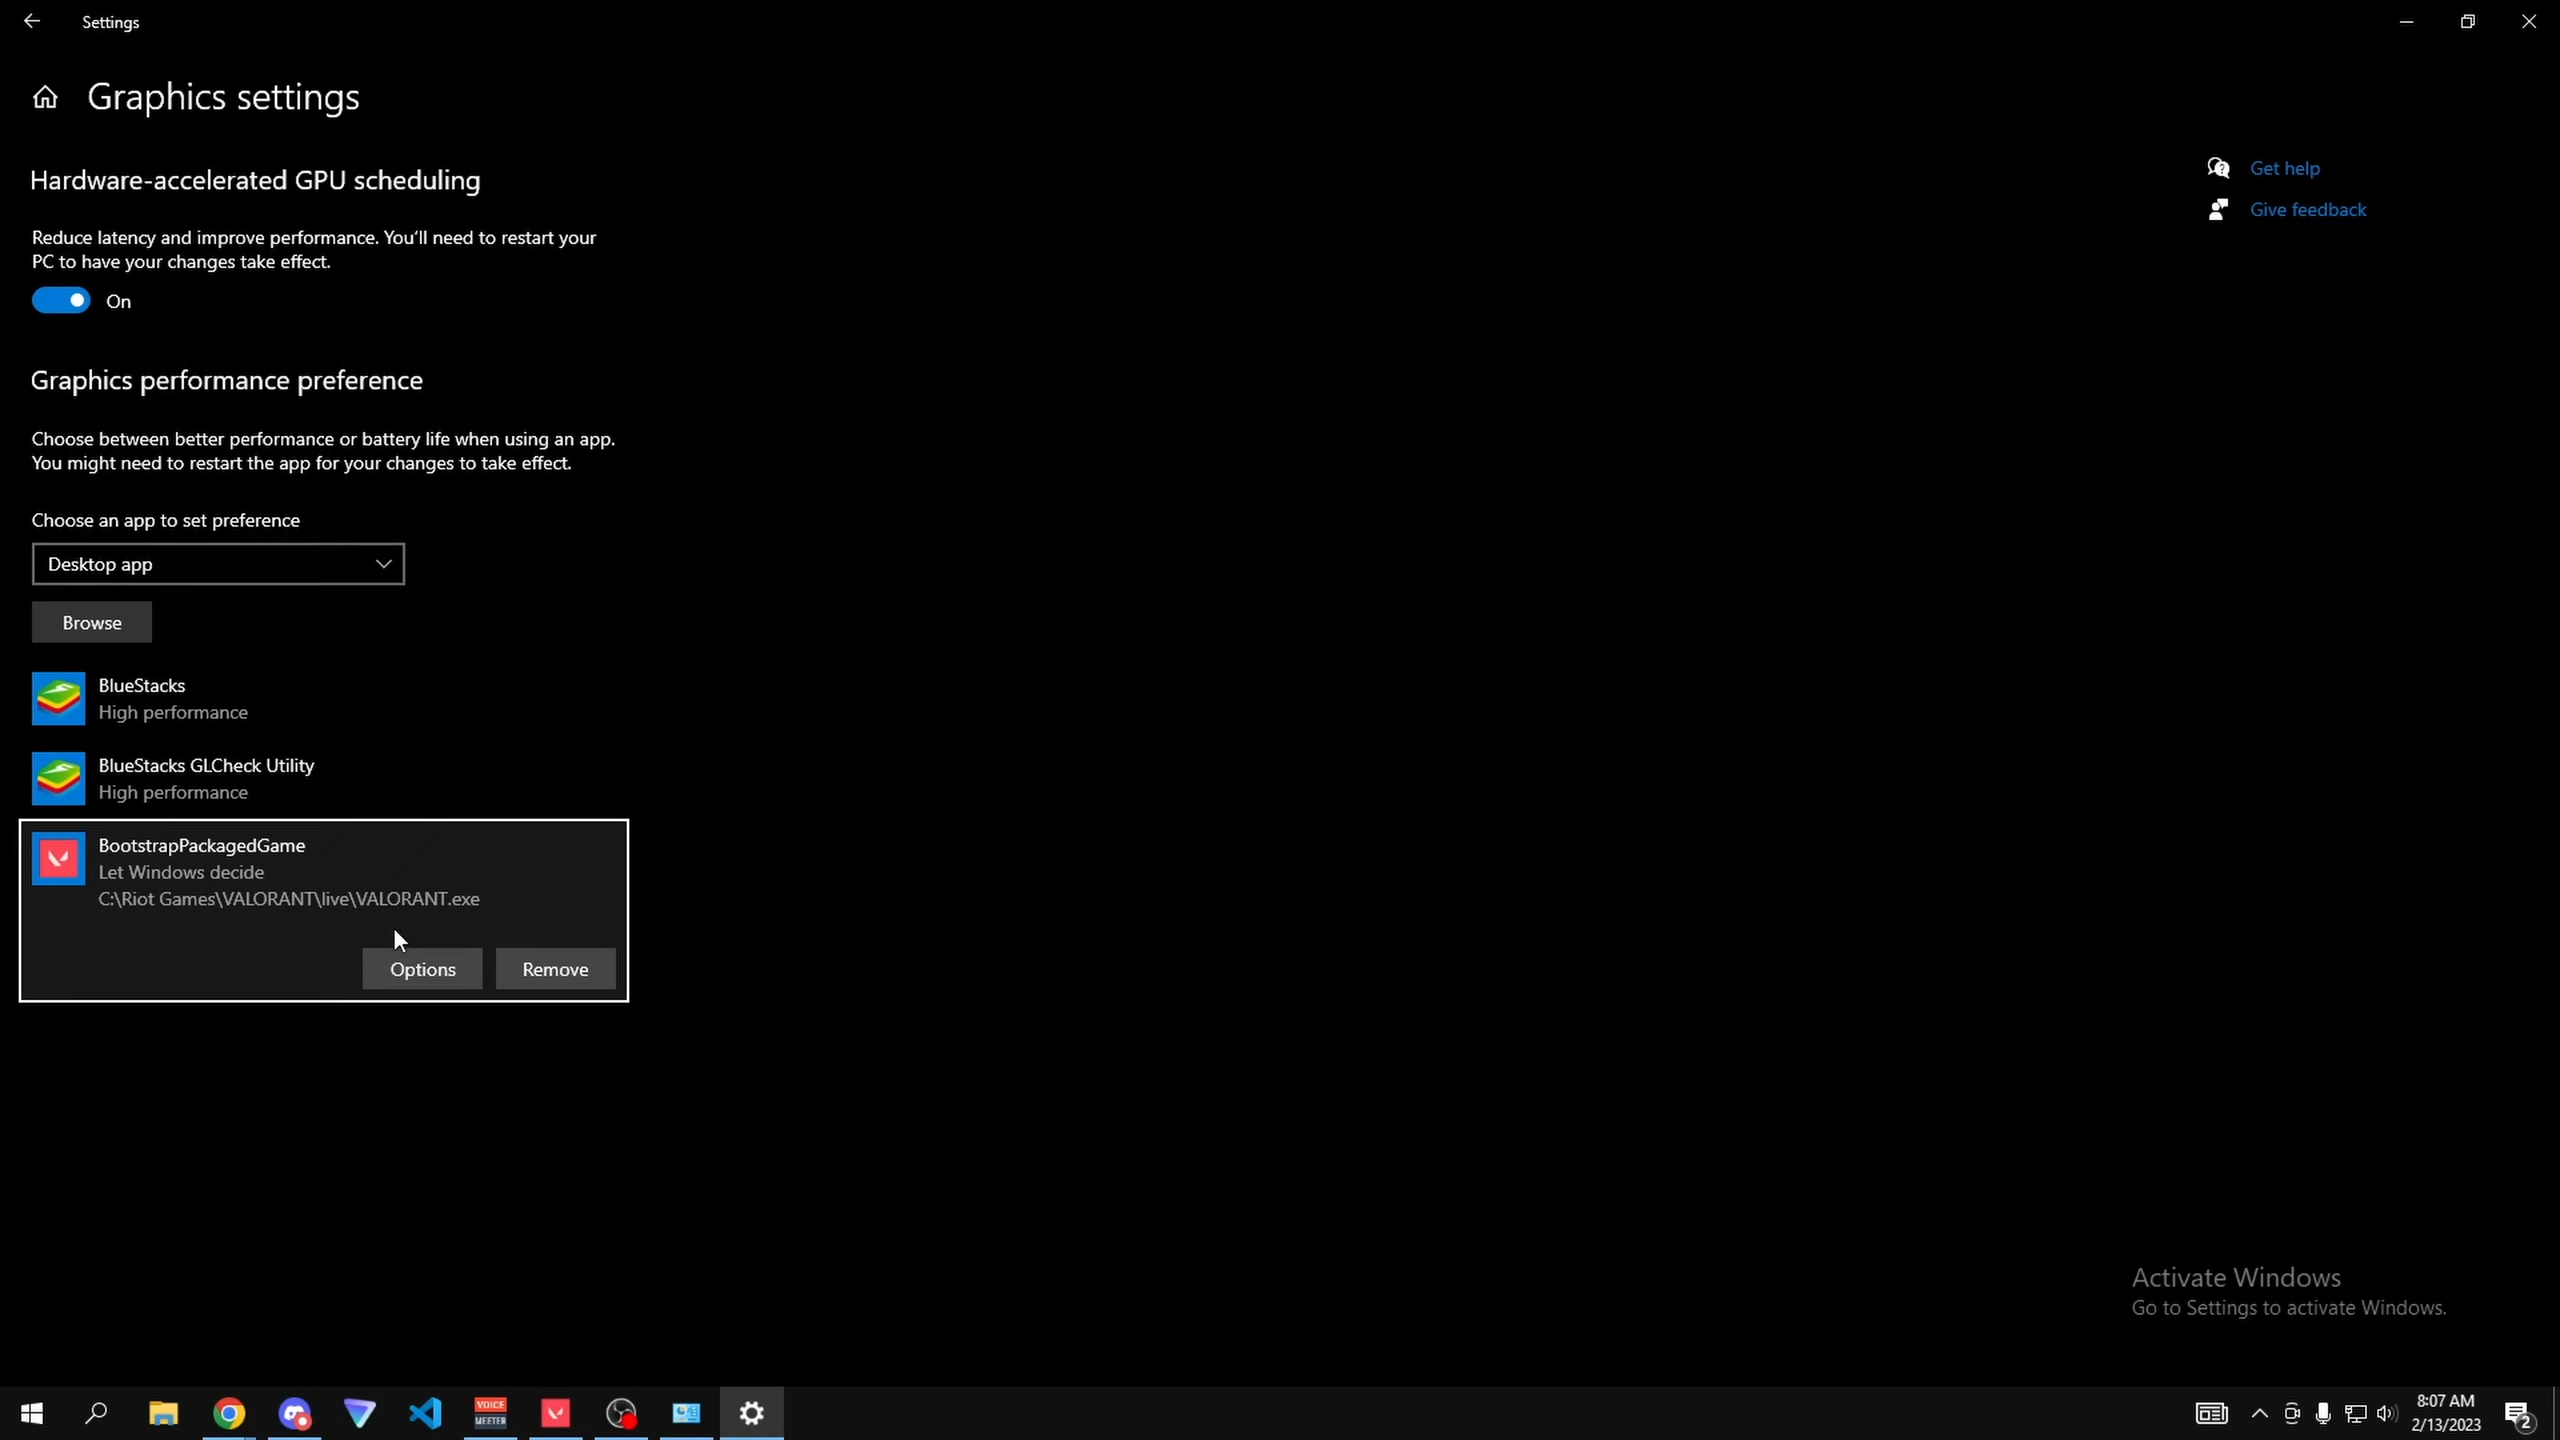 Settings
Graphics settings
Hardware-accelerated GPU scheduling
Reduce latency and improve performance. You'll need to restart your
PC to have your changes take effect.
On
Graphics performance preference
Choose between better performance or battery life when using an app.
You might need to restart the app for your changes to take effect.
Choose an app to set preference
Desktop app
Browse
BlueStacks
High performance
BlueStacks GLCheck Utility
High performance
BootstrapPackagedGame
Let Windows decide
C:\Riot Games\VALORANT\live\VALORANT.exe
Options
Remove
Get help
Give feedback
Activate Windows
Go to Settings to activate Windows.
VOICE
MEETER
8:07 AM
2/13/2023
2